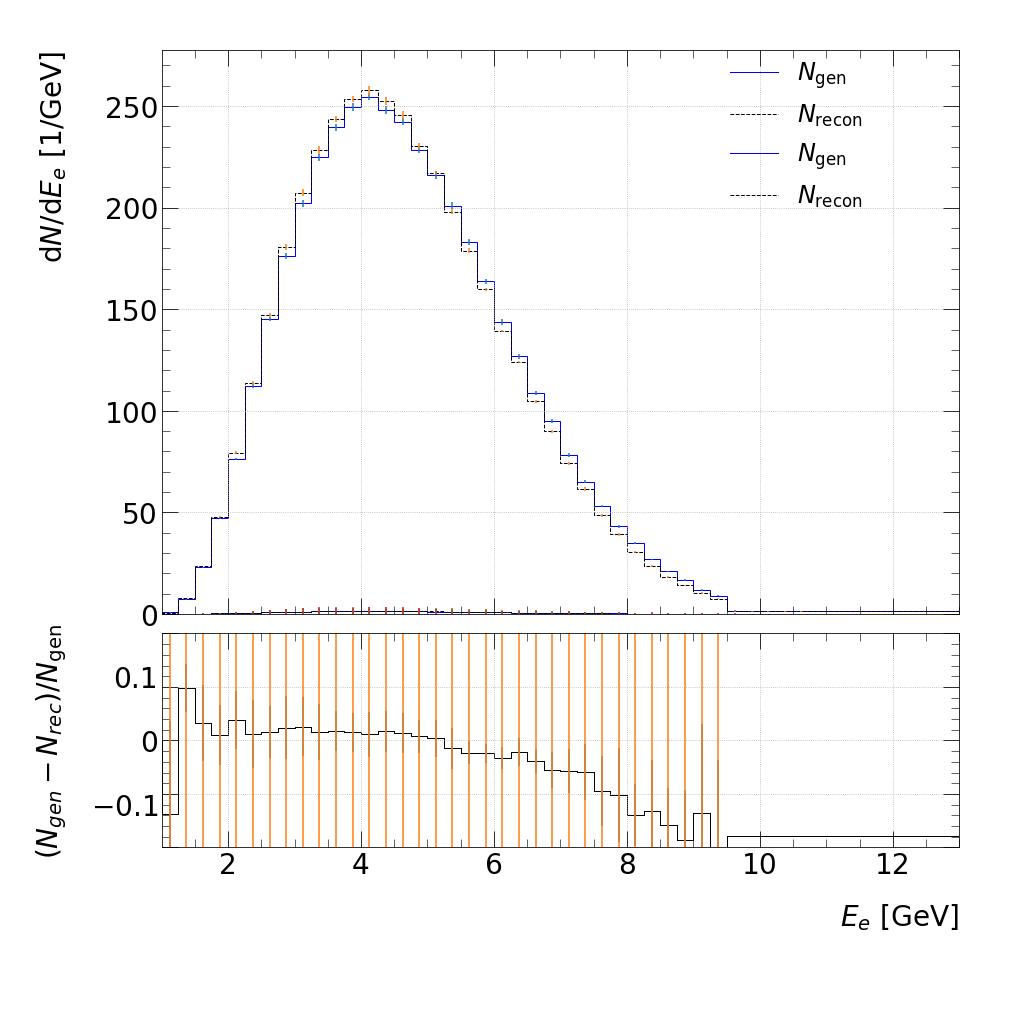 dN/dE_e [1/GeV]
250
200
150
100
50
0
N_gen
N_recon
N_gen
N_recon
(N_gen − N_rec)/N_gen
0.1
0
−0.1
2 4 6 8 10 12
E_e [GeV]